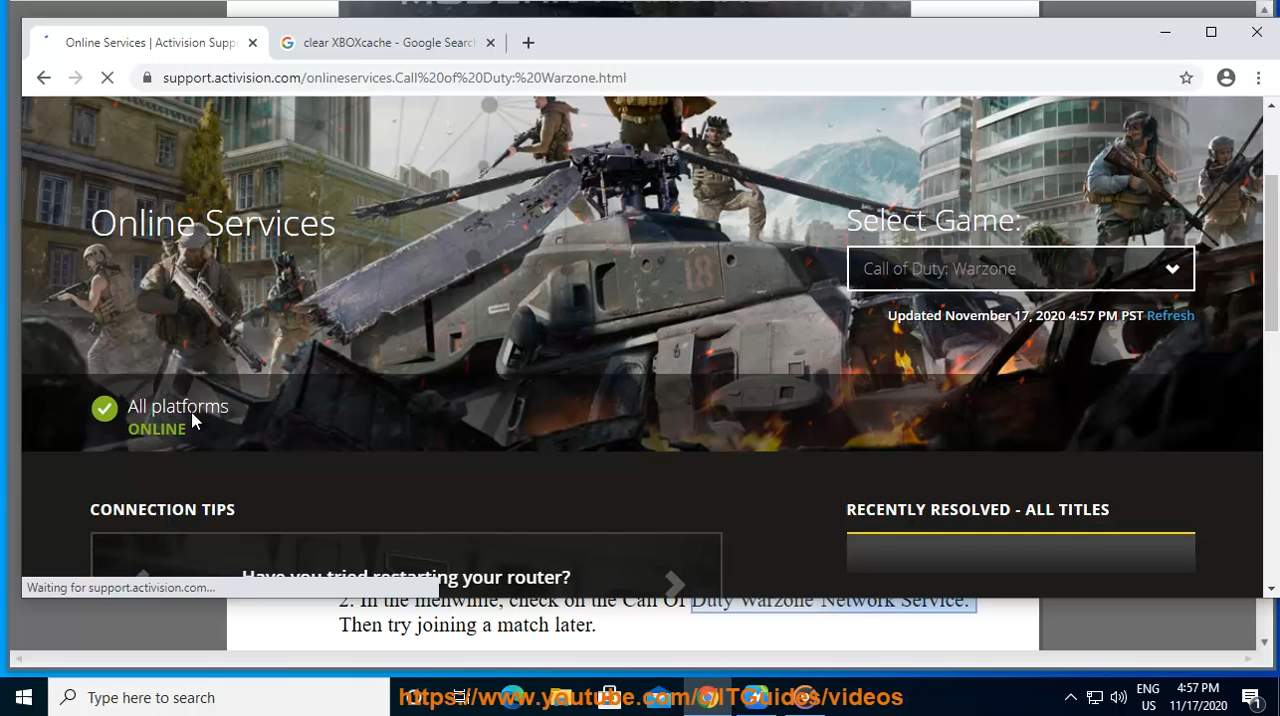 Online Services | Activision Supp
clear XBOXcache - Google Search
support.activision.com/onlineservices.Call%20of%20Duty:%20Warzone.html
Online Services
Select Game:
Call of Duty: Warzone
Updated November 17, 2020 4:57 PM PST Refresh
18
All platforms
ONLINE
CONNECTION TIPS
RECENTLY RESOLVED - ALL TITLES
Have you tried restarting your router?
Waiting for support.activision.com...
2. In the menwhile, check on the Call Of Duty Warzone Network Service.
Then try joining a match later.
Type here to search
https://www.youtube.com/c/ITGuides/videos
ENG
US
4:57 PM
11/17/2020
1